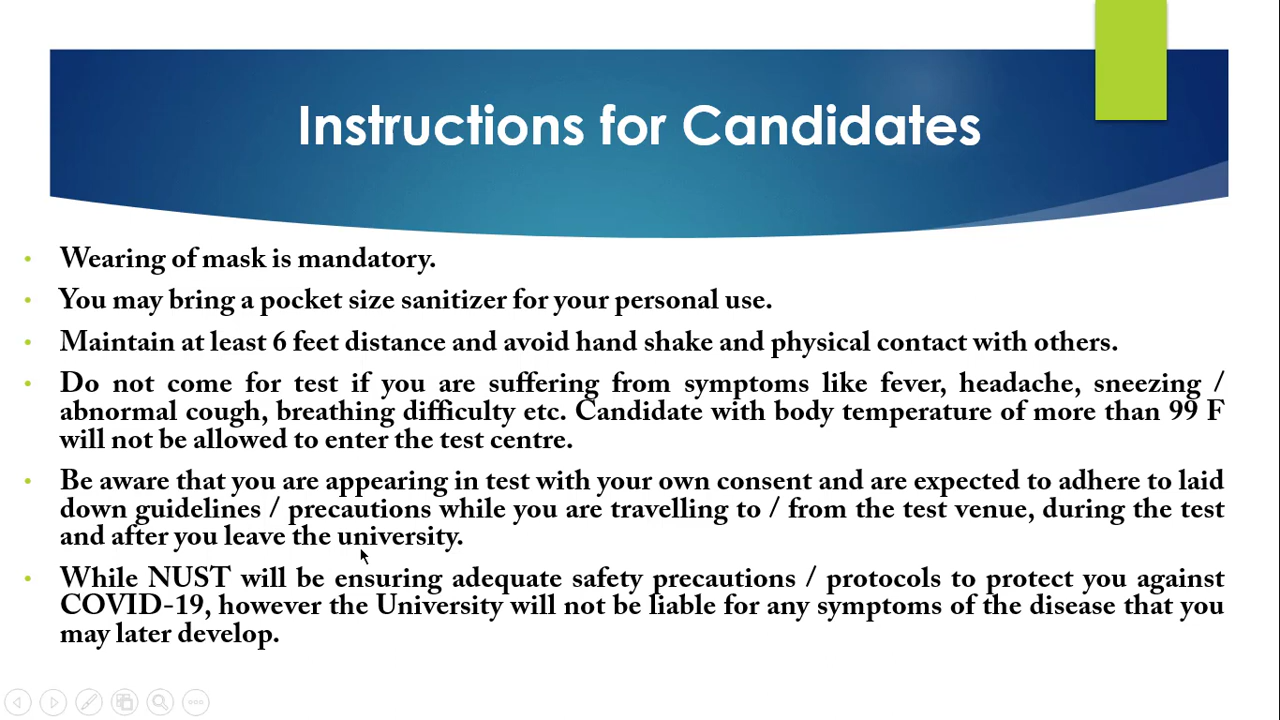 Instructions for Candidates
• Wearing of mask is mandatory.
• You may bring a pocket size sanitizer for your personal use.
• Maintain at least 6 feet distance and avoid hand shake and physical contact with others.
• Do not come for test if you are suffering from symptoms like fever, headache, sneezing /
abnormal cough, breathing difficulty etc. Candidate with body temperature of more than 99 F
will not be allowed to enter the test centre.
• Be aware that you are appearing in test with your own consent and are expected to adhere to laid
down guidelines / precautions while you are travelling to / from the test venue, during the test
and after you leave the university.
• While NUST will be ensuring adequate safety precautions / protocols to protect you against
COVID-19, however the University will not be liable for any symptoms of the disease that you
may later develop.